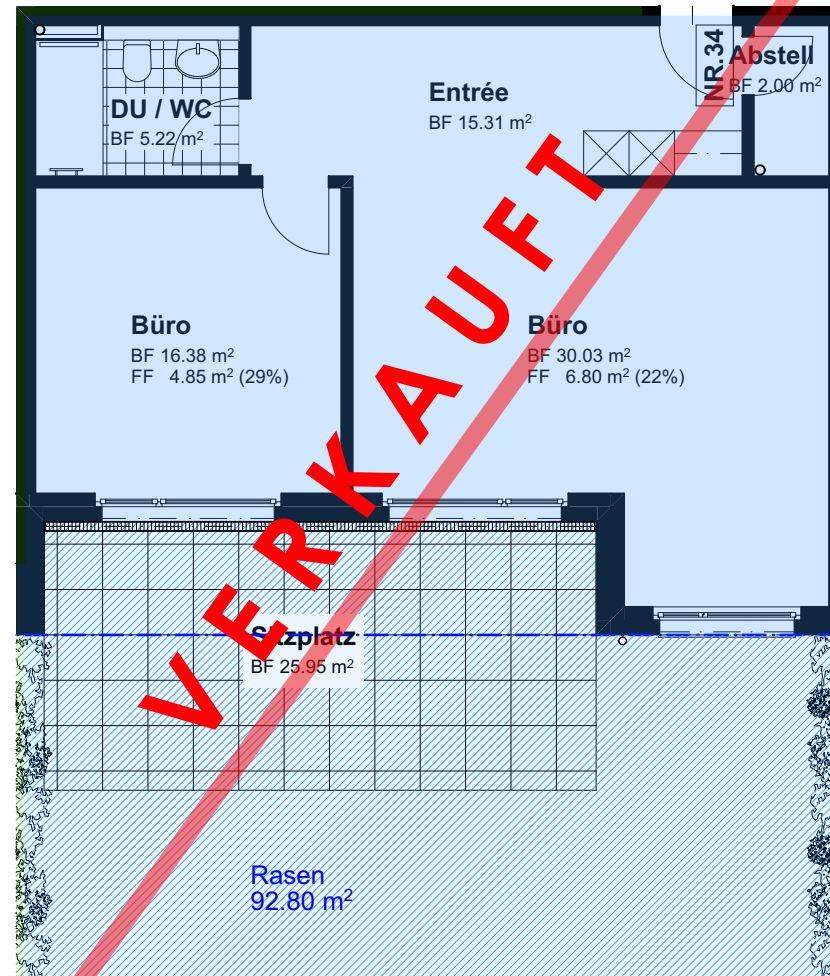 NR.34
Abstell
BF 2.00 m²
Entrée
BF 15.31 m²
DU / WC
BF 5.22 m²
Büro
BF 16.38 m²
FF 4.85 m² (29%)
Büro
BF 30.03 m²
FF 6.80 m² (22%)
VERKAUFT
Sitzplatz
BF 25.95 m²
Rasen
92.80 m²